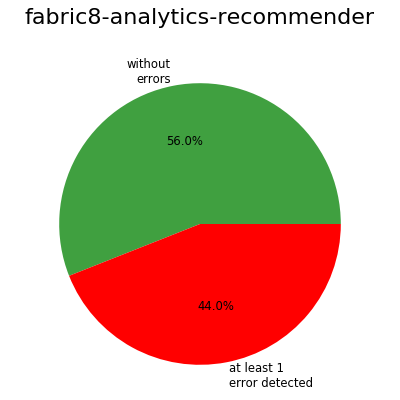 fabric8-analytics-recommender
without
errors
56.0%
44.0%
at least 1
error detected